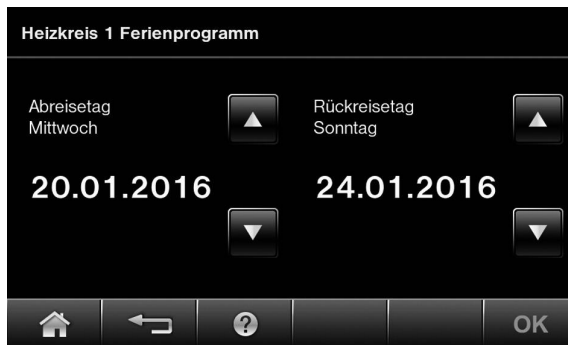 Heizkreis 1 Ferienprogramm
Abreisetag
Mittwoch
20.01.2016
Rückreisetag
Sonntag
24.01.2016
?
OK